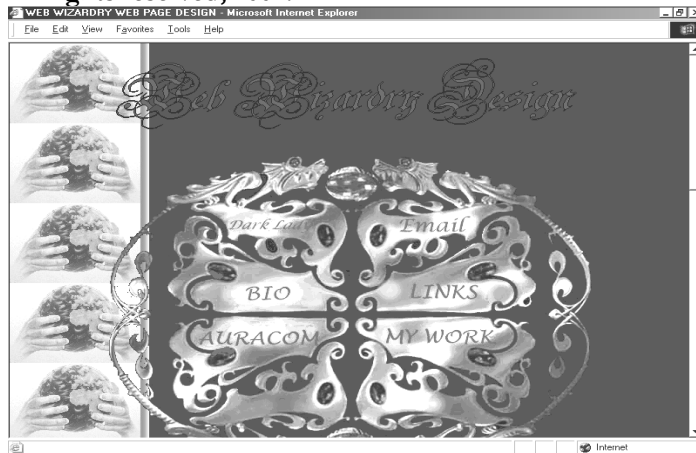 WEB WIZARDRY WEB PAGE DESIGN - Microsoft Internet Explorer
File Edit View Favorites Tools Help
Web Wizardry Design
Dark Lady Email
BIO LINKS
AURACOM MY WORK
Internet